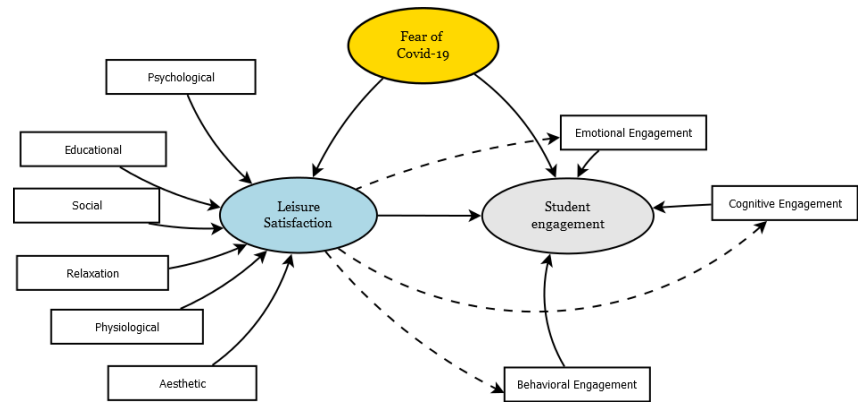 Fear of
Covid-19
Psychological
Emotional Engagement
Educational
Social
Leisure
Satisfaction
Student
engagement
Cognitive Engagement
Relaxation
Physiological
Aesthetic
Behavioral Engagement